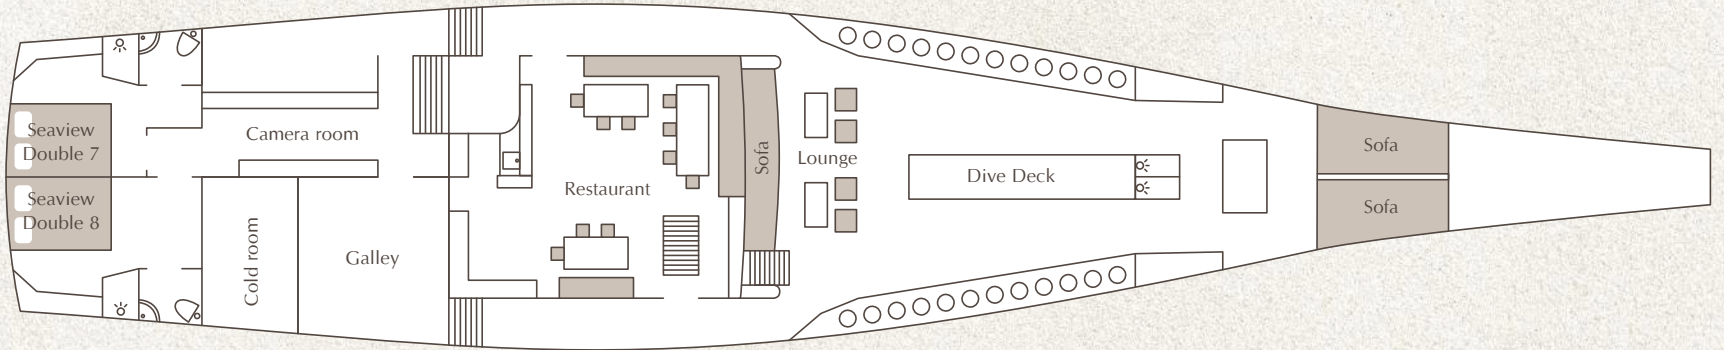 Seaview
Double 7
Seaview
Double 8
Camera room
Cold room
Galley
Restaurant
Sofa
Lounge
Dive Deck
Sofa
Sofa